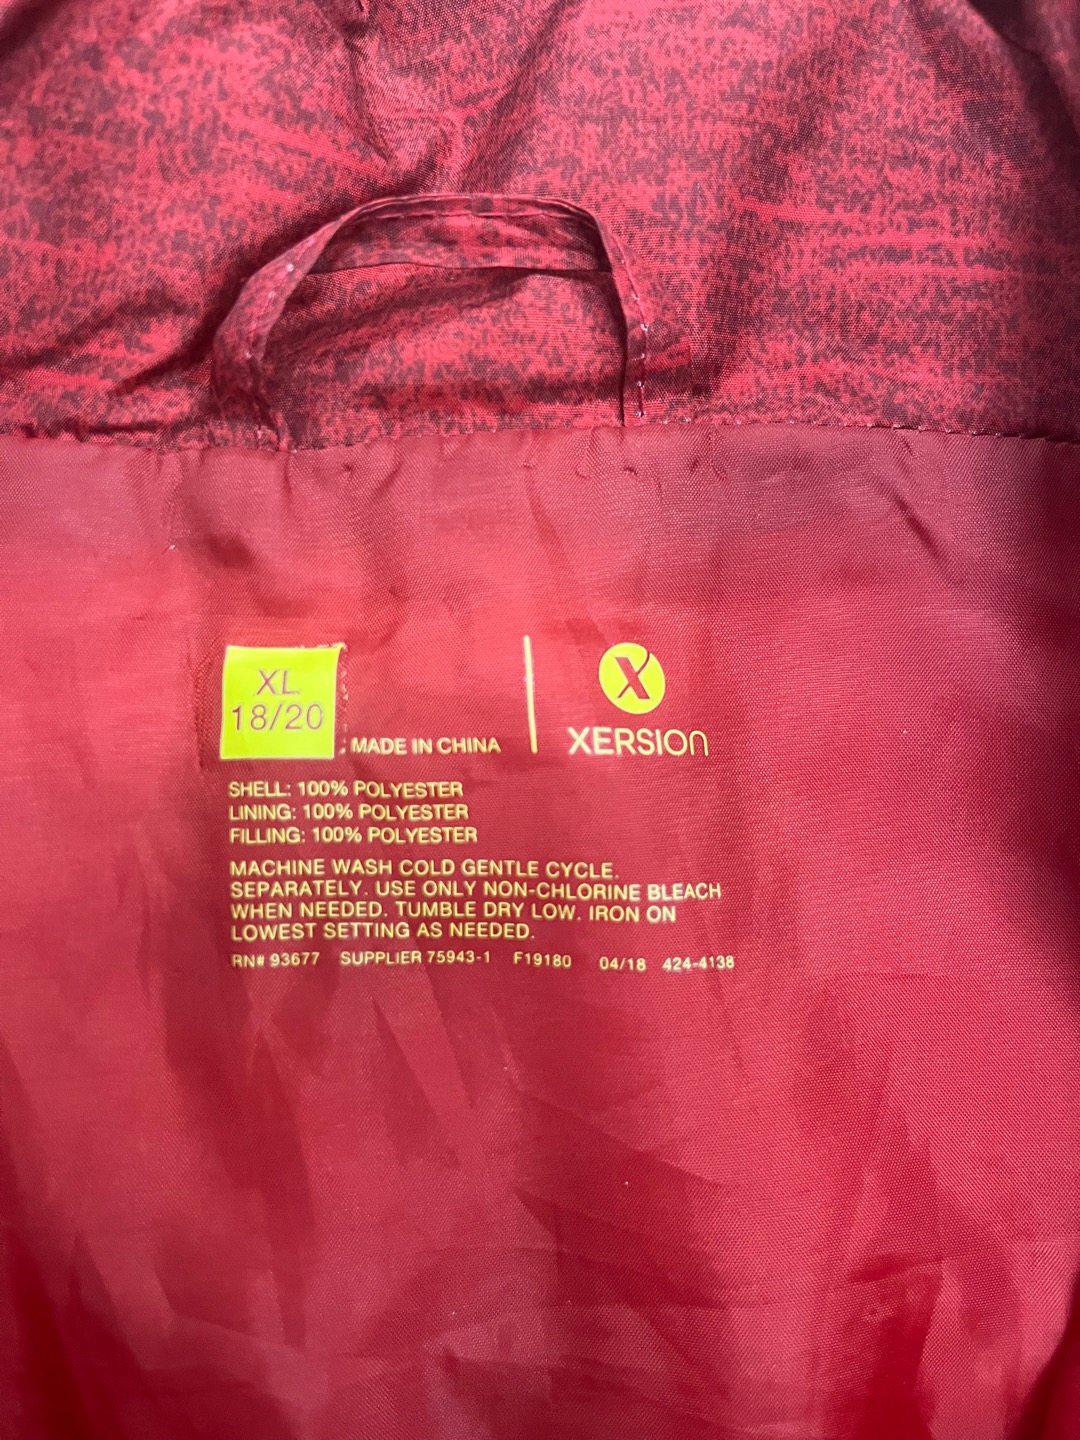 XL
18/20
. MADE IN CHINA
X
XERSION
SHELL: 100% POLYESTER
LINING: 100% POLYESTER
FILLING: 100% POLYESTER
MACHINE WASH COLD GENTLE CYCLE.
SEPARATELY. USE ONLY NON-CHLORINE BLEACH
WHEN NEEDED. TUMBLE DRY LOW. IRON ON
LOWEST SETTING AS NEEDED.
RN# 93677 SUPPLIER 75943-1 F19180 04/18 424-4138